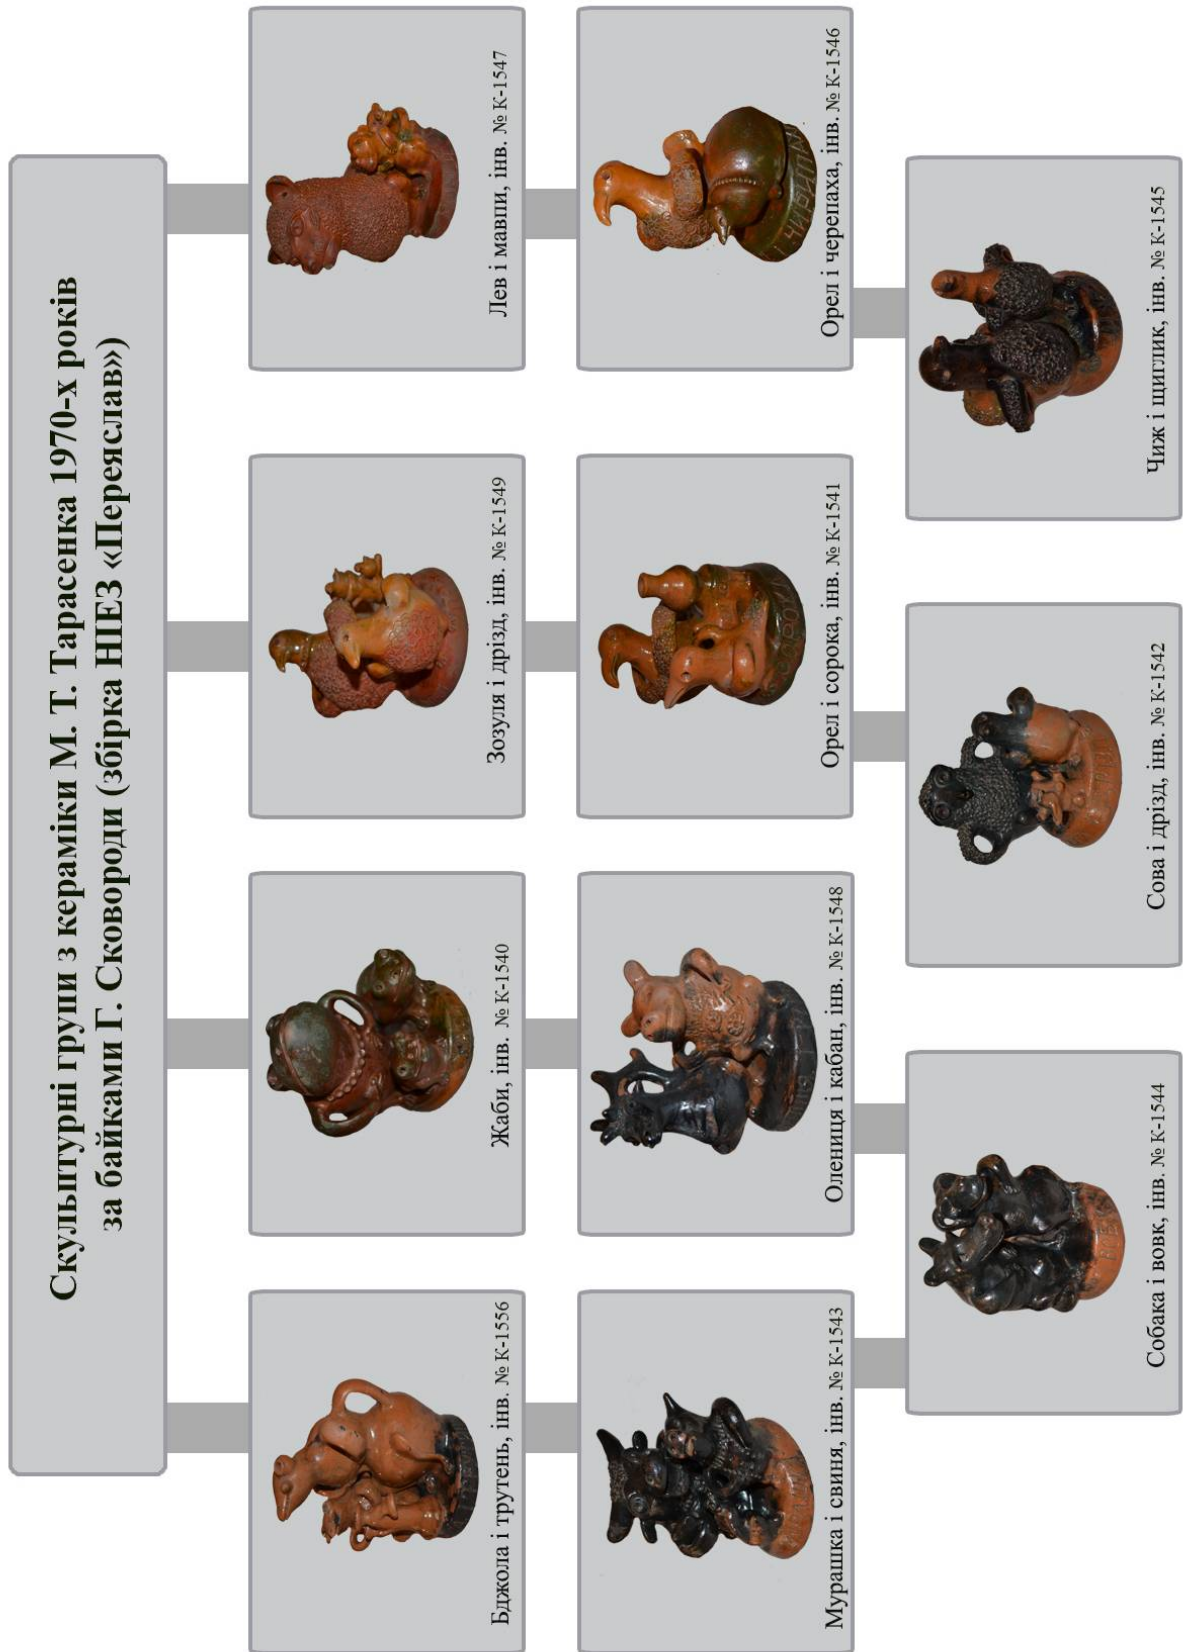 Скульптурні групи з кераміки М. Т. Тарасенка 1970-х років
за байками Г. Сковороди (збірка НІЕЗ «Переяслав»)
Бджола і трутень, інв. № К-1556
Жаби, інв. № К-1540
Зозуля і дрізд, інв. № К-1549
Лев і мавпи, інв. № К-1547
Мурашка і свиня, інв. № К-1543
Олениця і кабан, інв. № К-1548
Орел і сорока, інв. № К-1541
Орел і черепаха, інв. № К-1546
Собака і вовк, інв. № К-1544
Сова і дрізд, інв. № К-1542
Чиж і щиглик, інв. № К-1545